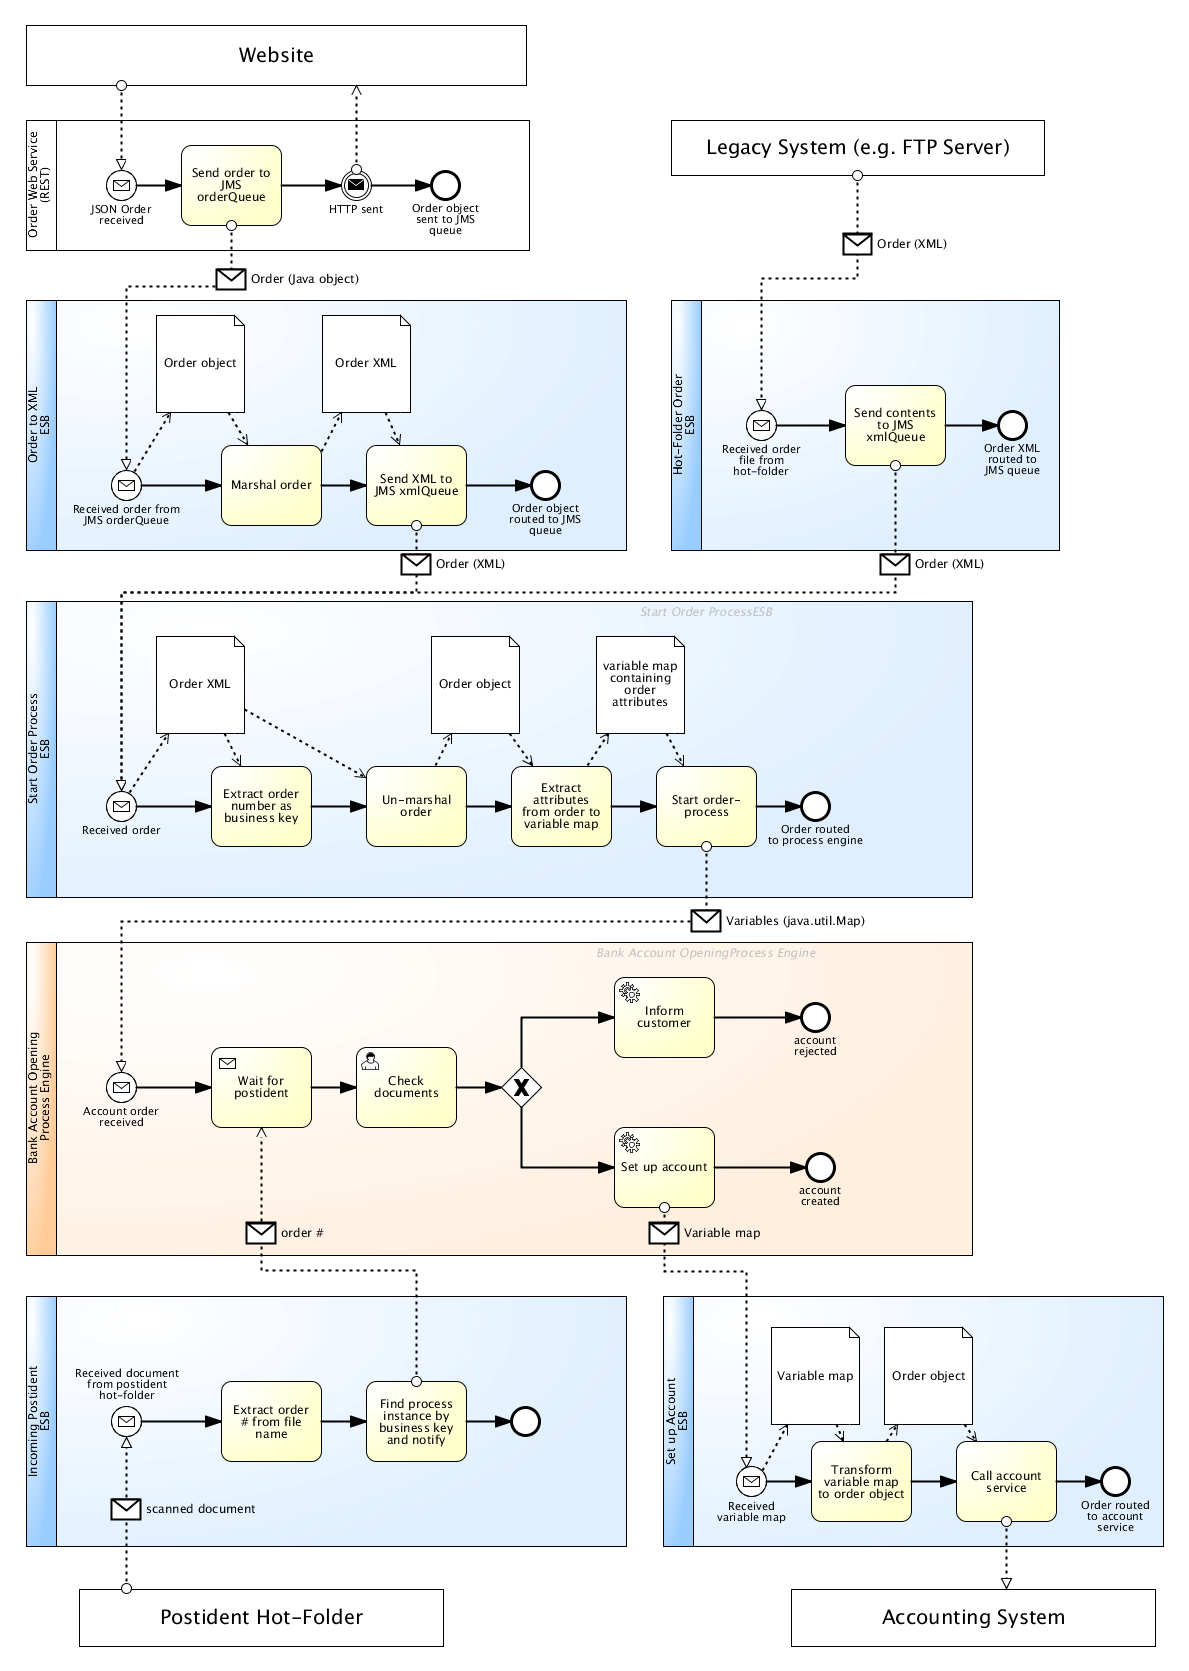 Website
Order Web Service
(REST)
JSON Order
received
Send order to
JMS
orderQueue
HTTP sent
Order object
sent to JMS
queue
Order (Java object)
Legacy System (e.g. FTP Server)
Order (XML)
Order to XML
ESB
Order object
Order XML
Received order from
JMS orderQueue
Marshal order
Send XML to
JMS xmlQueue
Order object
routed to JMS
queue
Order (XML)
Hot-Folder Order
ESB
Received order
file from
hot-folder
Send contents
to JMS
xmlQueue
Order XML
routed to
JMS queue
Order (XML)
Start Order Process
ESB
Start Order ProcessESB
Order XML
Order object
variable map
containing
order
attributes
Received order
Extract order
number as
business key
Un-marshal
order
Extract
attributes
from order to
variable map
Start order-
process
Order routed
to process engine
Variables (java.util.Map)
Bank Account Opening
Process Engine
Bank Account OpeningProcess Engine
Account order
received
Wait for
postident
Check
documents
X
Inform
customer
account
rejected
Set up account
account
created
order #
Variable map
Incoming Postident
ESB
Received document
from postident
hot-folder
Extract order
# from file
name
Find process
instance by
business key
and notify
scanned document
Postident Hot-Folder
Set up Account
ESB
Variable map
Order object
Received
variable map
Transform
variable map
to order object
Call account
service
Order routed
to account
service
Accounting System